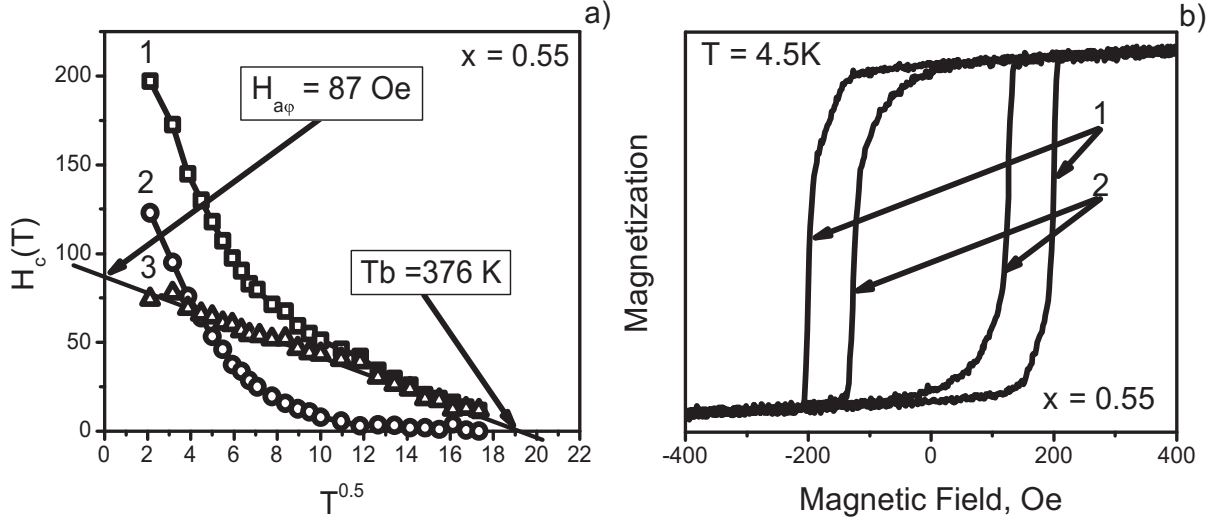 a)
x = 0.55
H_aφ = 87 Oe
Tb =376 K
1
2
3
H_c(T)
200
150
100
50
0
0 2 4 6 8 10 12 14 16 18 20 22
T^0.5
b)
T = 4.5K
1
2
x = 0.55
Magnetization
-400 -200 0 200 400
Magnetic Field, Oe